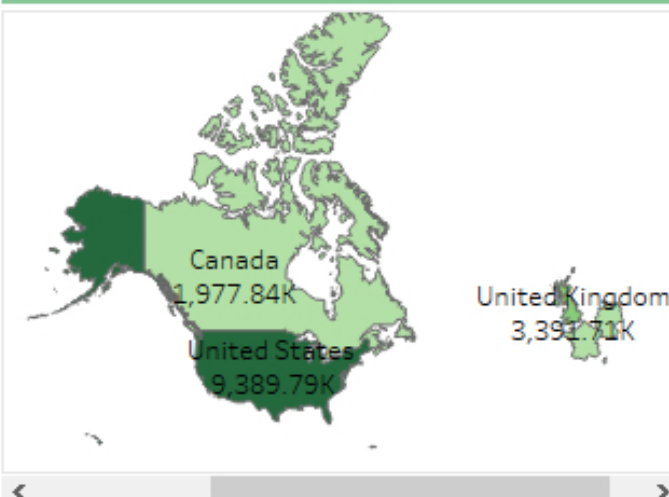 Canada
1,977.84K
United States
9,389.79K
United Kingdom
3,391.71K